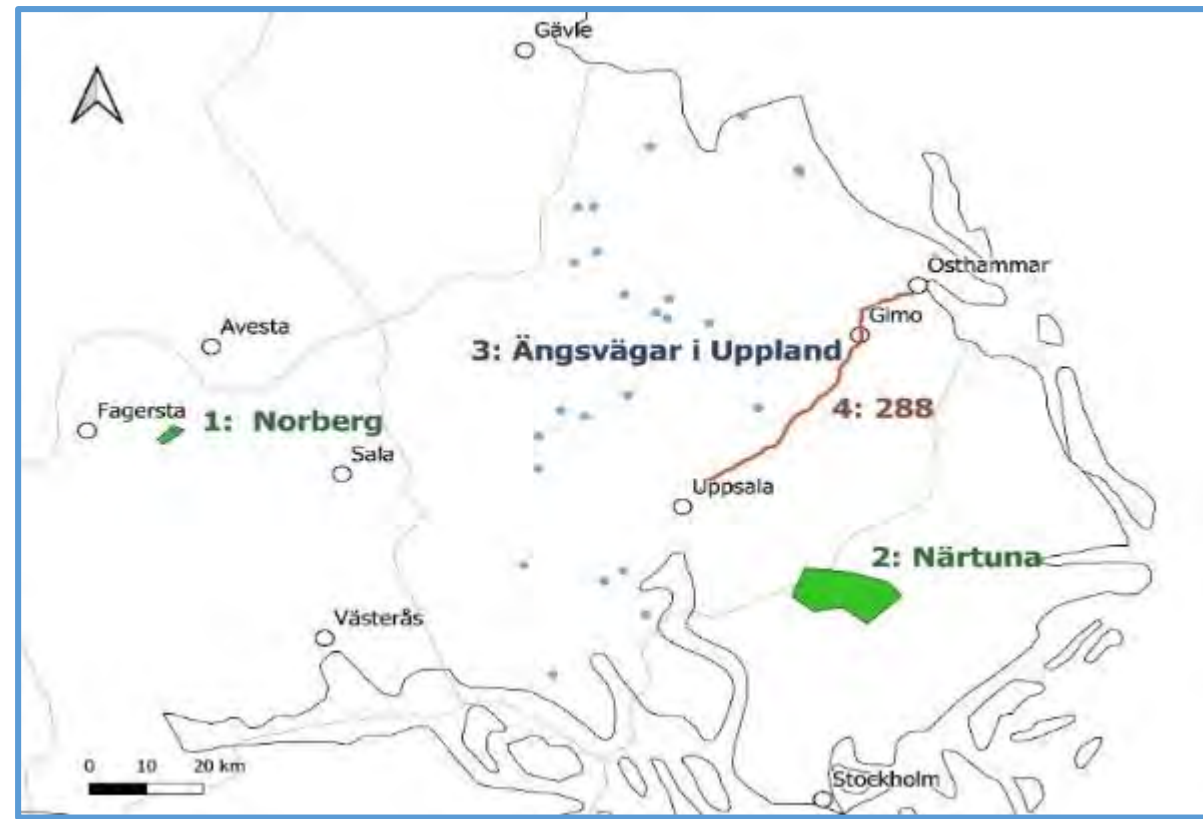 Gävle
Östhammar
Gimo
Avesta
3: Ängsvägar i Uppland
Fagersta
1: Norberg
4: 288
Sala
Uppsala
2: Närtuna
Västerås
0 10 20 km
Stockholm